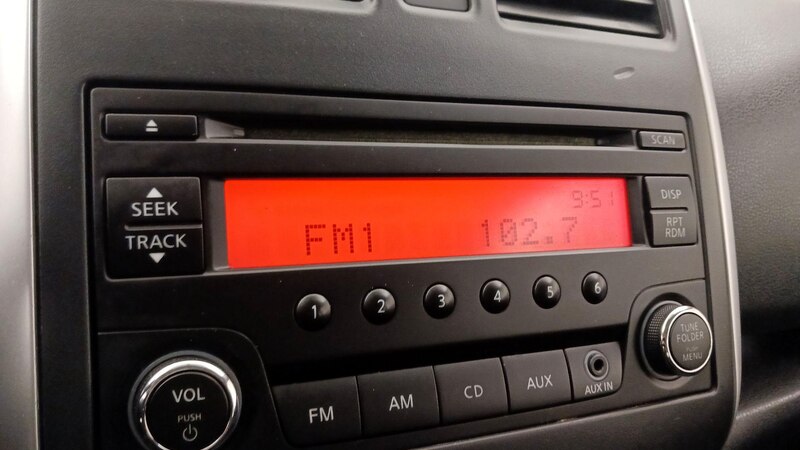 SCAN
SEEK
TRACK
9:51
FM1 102.7
DISP
RPT
RDM
1 2 3 4 5 6
VOL
PUSH
FM AM CD AUX
AUX IN
TUNE
FOLDER
PUSH
MENU